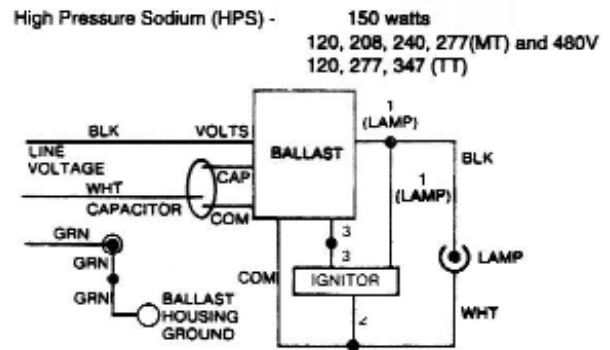 High Pressure Sodium (HPS) - 150 watts
120, 208, 240, 277(MT) and 480V
120, 277, 347 (TT)
1
(LAMP)
BLK
VOLTS
BALLAST
LINE
VOLTAGE
CAP
BLK
WHT
1
(LAMP)
CAPACITOR
COM
GRN
3
3
LAMP
GRN
COM
IGNITOR
GRN
BALLAST
HOUSING
GROUND
2
WHT